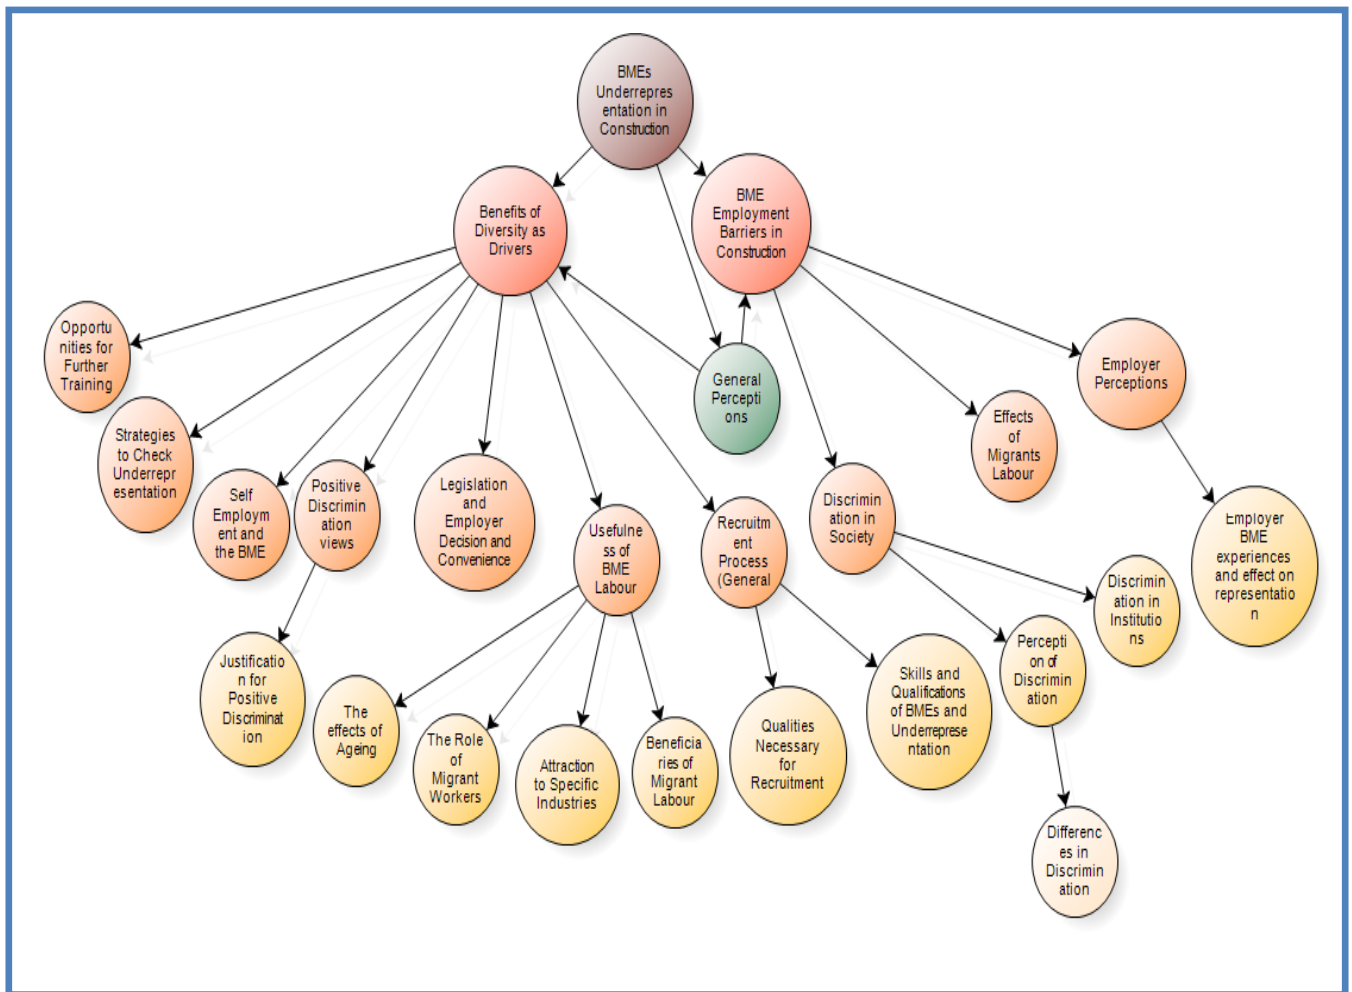 BMEs
Underrepres
entation in
Construction
Benefits of
Diversity as
Drivers
BME
Employment
Barriers in
Construction
General
Percepti
ons
Opportu
nities for
Further
Training
Strategies
to Check
Underrepr
esentation
Self
Employm
ent and
the BME
Positive
Discrimin
ation
views
Legislation
and
Employer
Decision and
Convenience
Usefulne
ss of
BME
Labour
Recruitm
ent
Process
(General
Discrimin
ation in
Society
Effects
of
Migrants
Labour
Employer
Perceptions
Employer
BME
experiences
and effect on
representatio
n
Discrimin
ation in
Institutio
ns
Percepti
on of
Discrimin
ation
Skills and
Qualifications
of BMEs and
Underreprese
ntation
Qualities
Necessary
for
Recruitment
Beneficia
ries of
Migrant
Labour
Attraction
to Specific
Industries
The Role
of
Migrant
Workers
The
effects of
Ageing
Justificatio
n for
Positive
Discriminat
ion
Differenc
es in
Discrimin
ation